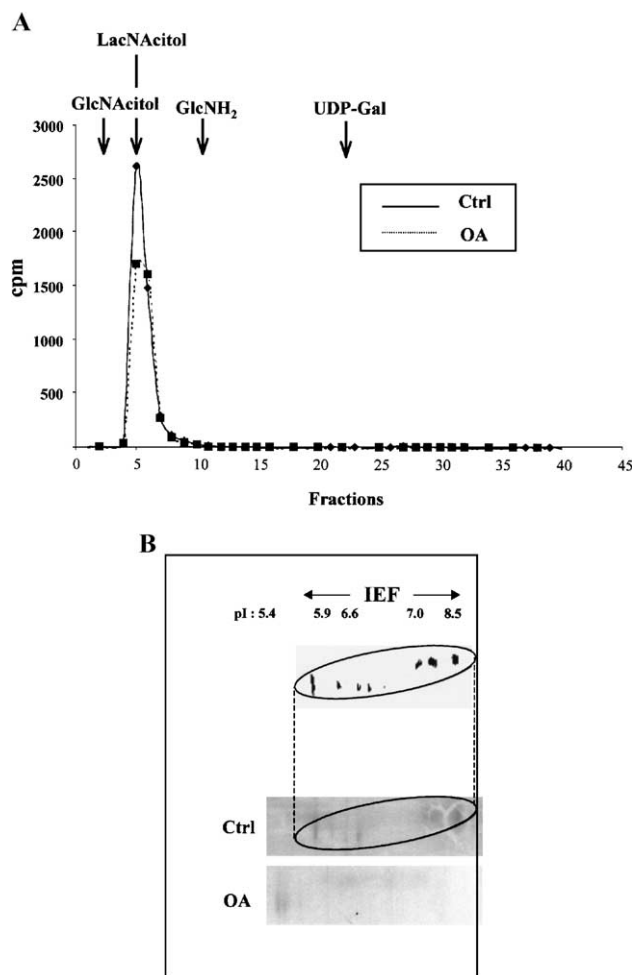 A
LacNAcitol
GlcNAcitol
GlcNH2
UDP-Gal
3000
2500
2000
1500
1000
500
cpm
Ctrl
OA
0 5 10 15 20 25 30 35 40 45
Fractions
B
IEF
pI : 5.4 5.9 6.6 7.0 8.5
Ctrl
OA